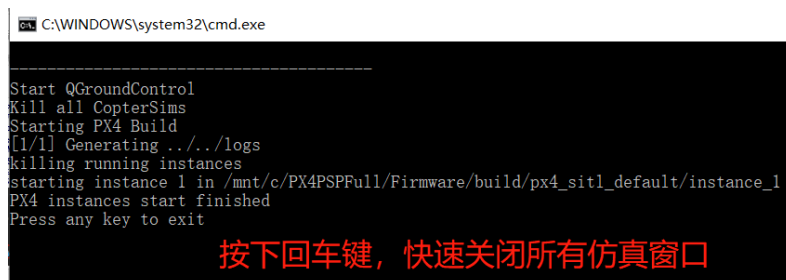 C:\WINDOWS\system32\cmd.exe
Start QGroundControl
Kill all CopterSims
Starting PX4 Build
[1/1] Generating ../../logs
killing running instances
starting instance 1 in /mnt/c/PX4PSPFull/Firmware/build/px4_sitl_default/instance_1
PX4 instances start finished
Press any key to exit
按下回车键，快速关闭所有仿真窗口